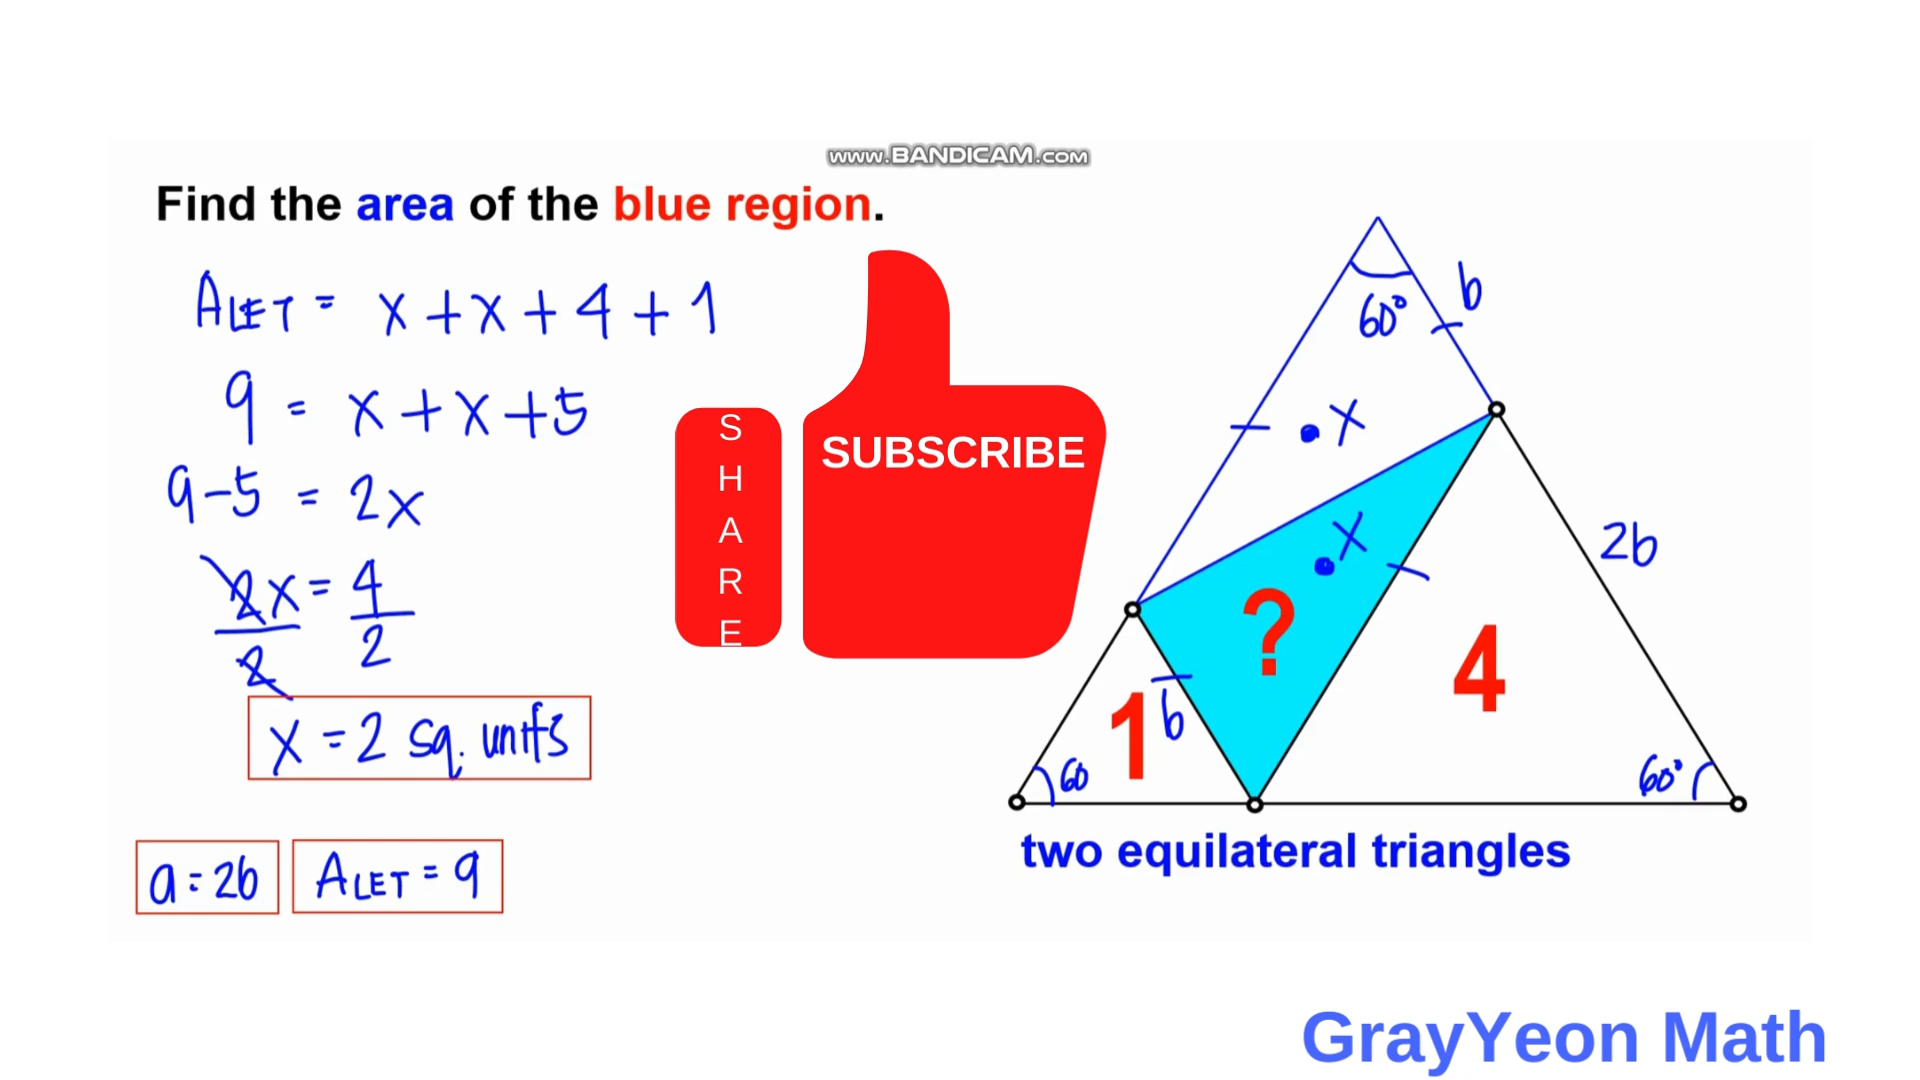 www.BANDICAM.com
Find the area of the blue region.
ALET = x + x + 4 + 1
9 = x + x + 5
9 - 5 = 2x
2x = 4
2 2
x = 2 sq. units
a = 2b
ALET = 9
S
H
A
R
E
SUBSCRIBE
60°
b
x
x
2b
?
4
1
b
60
60°
two equilateral triangles
GrayYeon Math